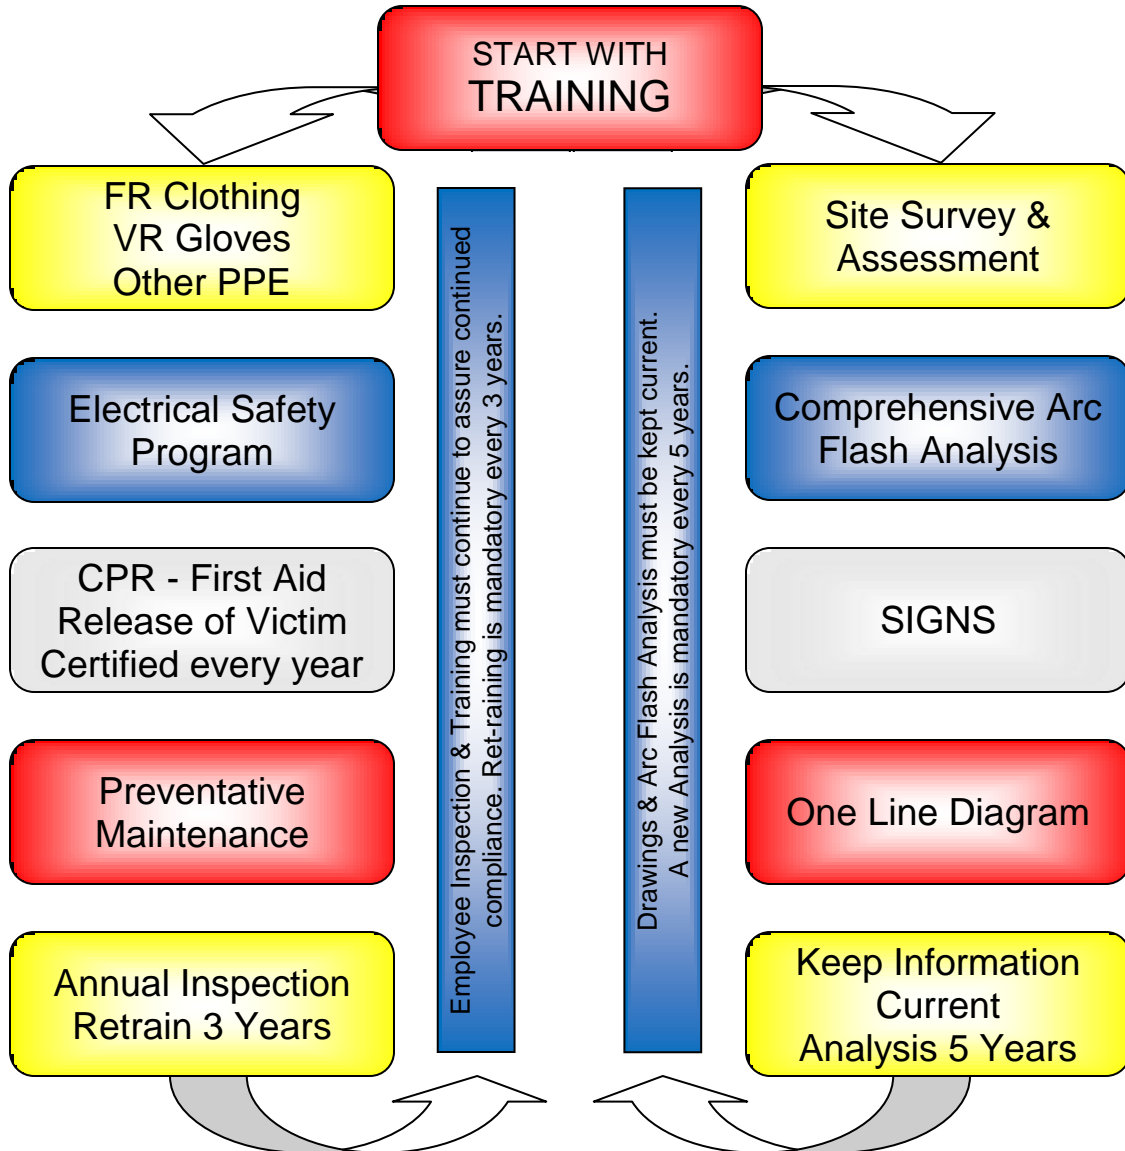 START WITH
TRAINING
FR Clothing
VR Gloves
Other PPE
Electrical Safety
Program
CPR - First Aid
Release of Victim
Certified every year
Preventative
Maintenance
Annual Inspection
Retrain 3 Years
Employee Inspection & Training must continue to assure continued
compliance. Ret-raining is mandatory every 3 years.
Drawings & Arc Flash Analysis must be kept current.
A new Analysis is mandatory every 5 years.
Site Survey &
Assessment
Comprehensive Arc
Flash Analysis
SIGNS
One Line Diagram
Keep Information
Current
Analysis 5 Years